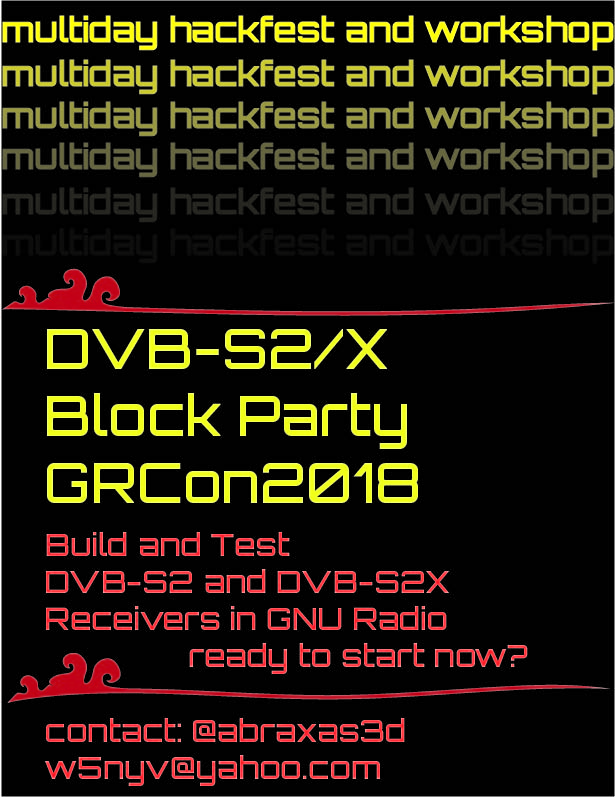 multiday hackfest and workshop
multiday hackfest and workshop
multiday hackfest and workshop
multiday hackfest and workshop
multiday hackfest and workshop
multiday hackfest and workshop
DVB-S2/X
Block Party
GRCon2018
Build and Test
DVB-S2 and DVB-S2X
Receivers in GNU Radio
ready to start now?
contact: @abraxas3d
w5nyv@yahoo.com